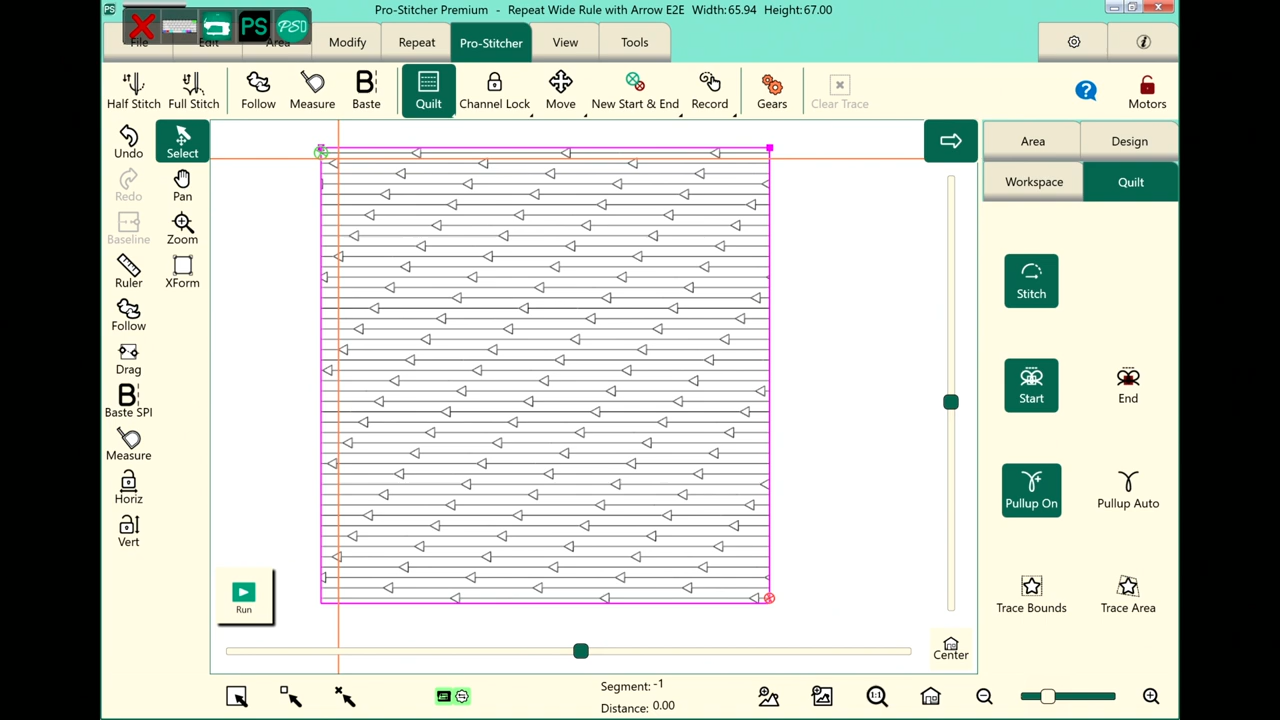 Pro-Stitcher Premium - Repeat Wide Rule with Arrow E2E Width:65.94 Height:67.00
PS
PSD
File
Edit
Area
Modify
Repeat
Pro-Stitcher
View
Tools
Half Stitch
Full Stitch
Follow
Measure
Baste
Quilt
Channel Lock
Move
New Start & End
Record
Gears
Clear Trace
Motors
Undo
Select
Redo
Pan
Baseline
Zoom
Ruler
XForm
Follow
Drag
Baste SPI
Measure
Horiz
Vert
Run
Area
Design
Workspace
Quilt
Stitch
Start
End
Pullup On
Pullup Auto
Trace Bounds
Trace Area
Center
Segment: -1
Distance: 0.00
1:1